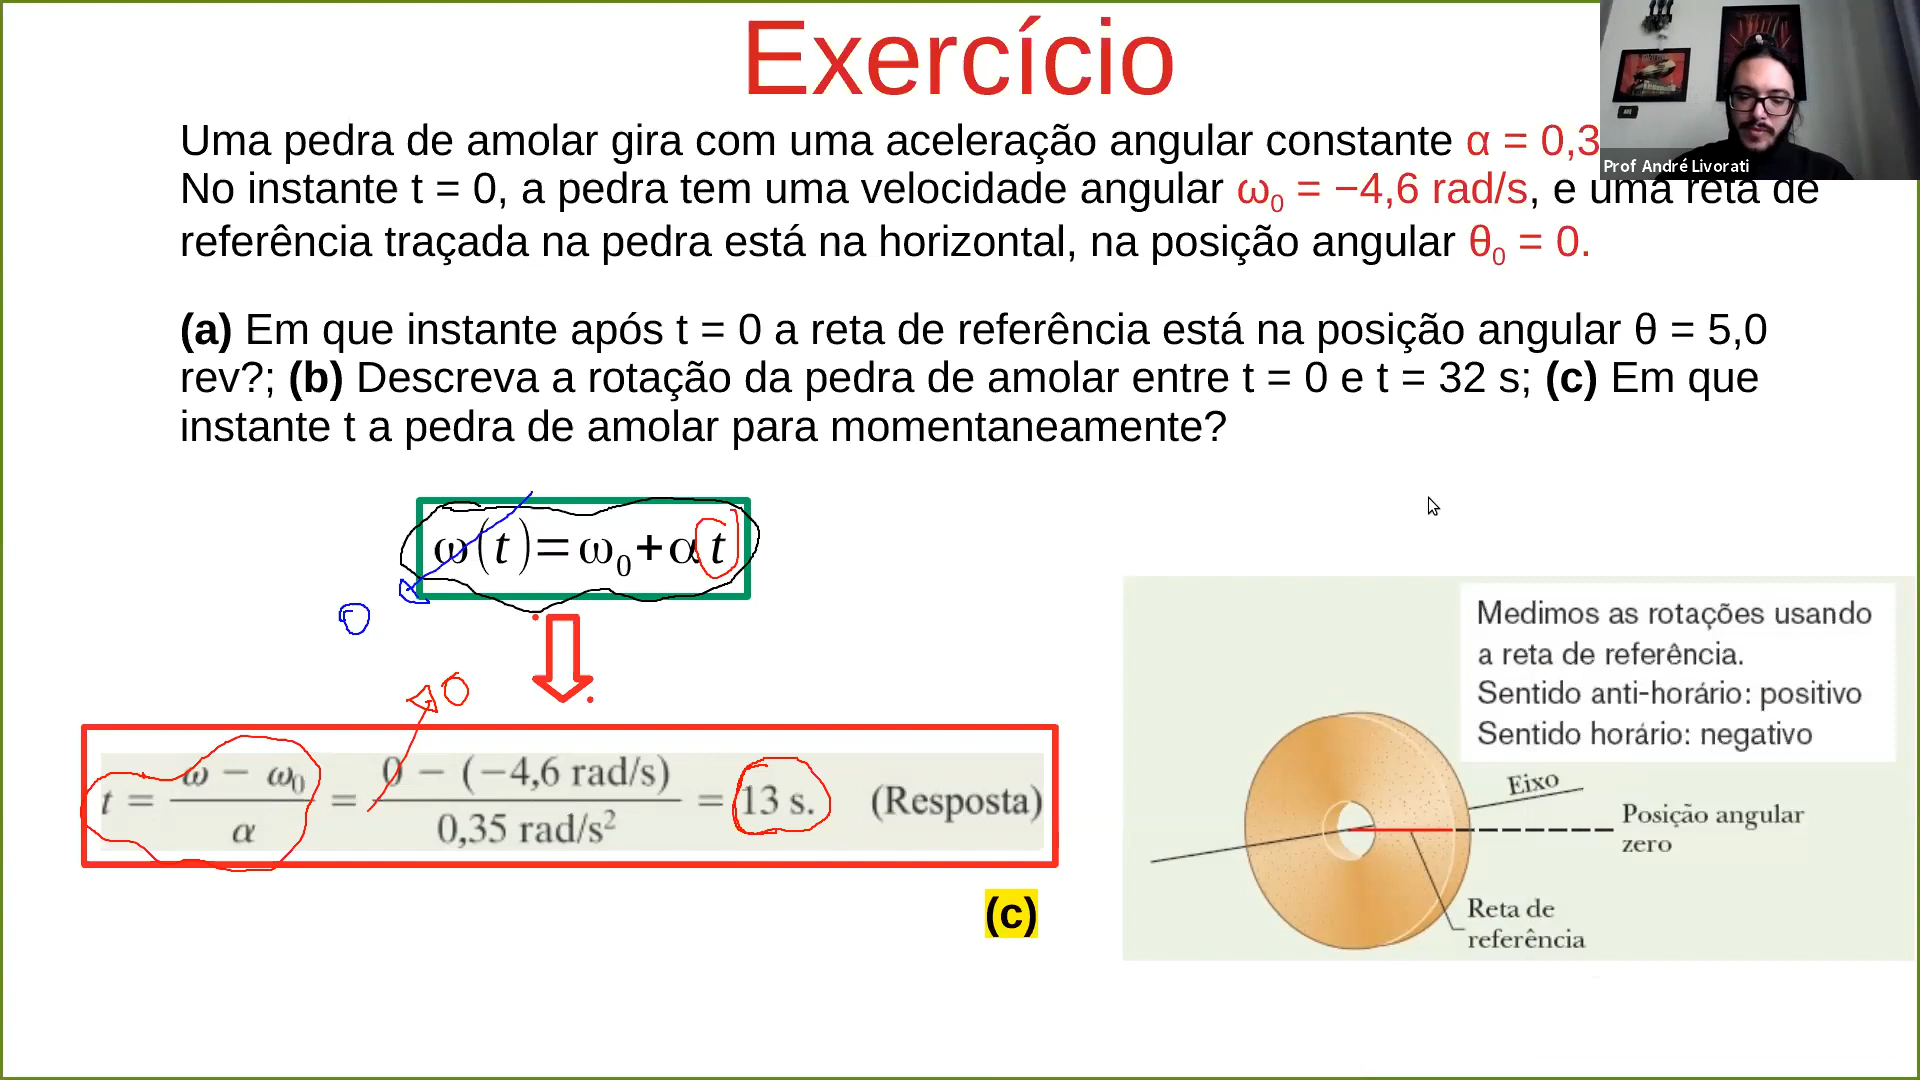 Exercício
Uma pedra de amolar gira com uma aceleração angular constante α = 0,3
No instante t = 0, a pedra tem uma velocidade angular ω₀ = −4,6 rad/s, e uma reta de
referência traçada na pedra está na horizontal, na posição angular θ₀ = 0.
(a) Em que instante após t = 0 a reta de referência está na posição angular θ = 5,0
rev?; (b) Descreva a rotação da pedra de amolar entre t = 0 e t = 32 s; (c) Em que
instante t a pedra de amolar para momentaneamente?
Prof André Livorati
ω(t)=ω₀+αt
0
0
t = (ω − ω₀)/α = (0 − (−4,6 rad/s))/(0,35 rad/s²) = 13 s. (Resposta)
(c)
Medimos as rotações usando
a reta de referência.
Sentido anti-horário: positivo
Sentido horário: negativo
Eixo
Posição angular
zero
Reta de
referência